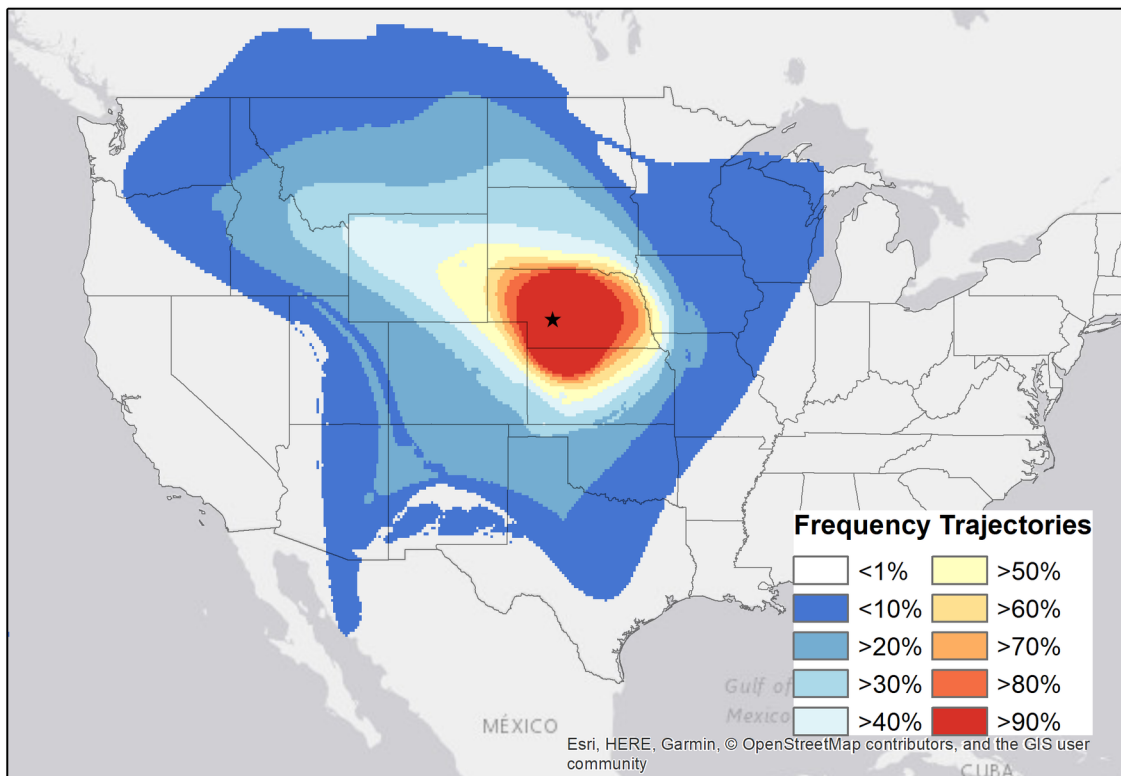 Frequency Trajectories
<1% >50%
<10% >60%
>20% >70%
>30% >80%
>40% >90%
Gulf of
Mexico
MÉXICO
Esri, HERE, Garmin, © OpenStreetMap contributors, and the GIS user
community
CUBA